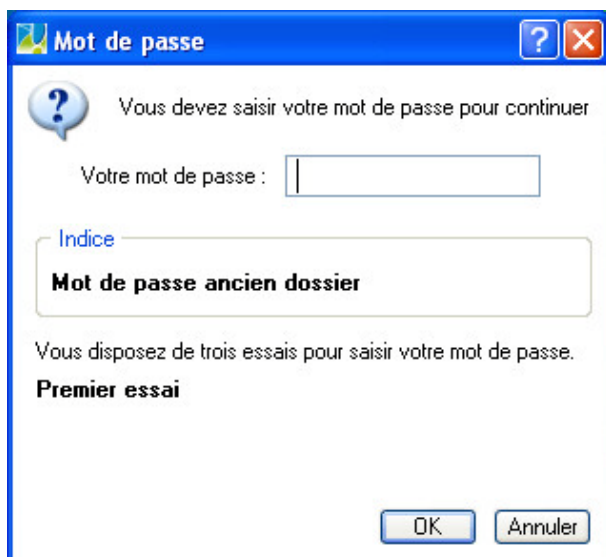 Mot de passe
Vous devez saisir votre mot de passe pour continuer
Votre mot de passe :
Indice
Mot de passe ancien dossier
Vous disposez de trois essais pour saisir votre mot de passe.
Premier essai
OK Annuler